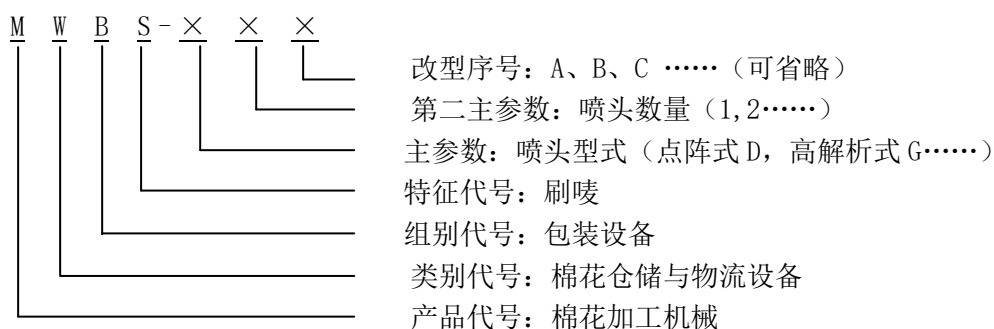 M W B S-× × ×
改型序号：A、B、C ……（可省略）
第二主参数：喷头数量（1,2……）
主参数：喷头型式（点阵式 D，高解析式 G……）
特征代号：刷唛
组别代号：包装设备
类别代号：棉花仓储与物流设备
产品代号：棉花加工机械